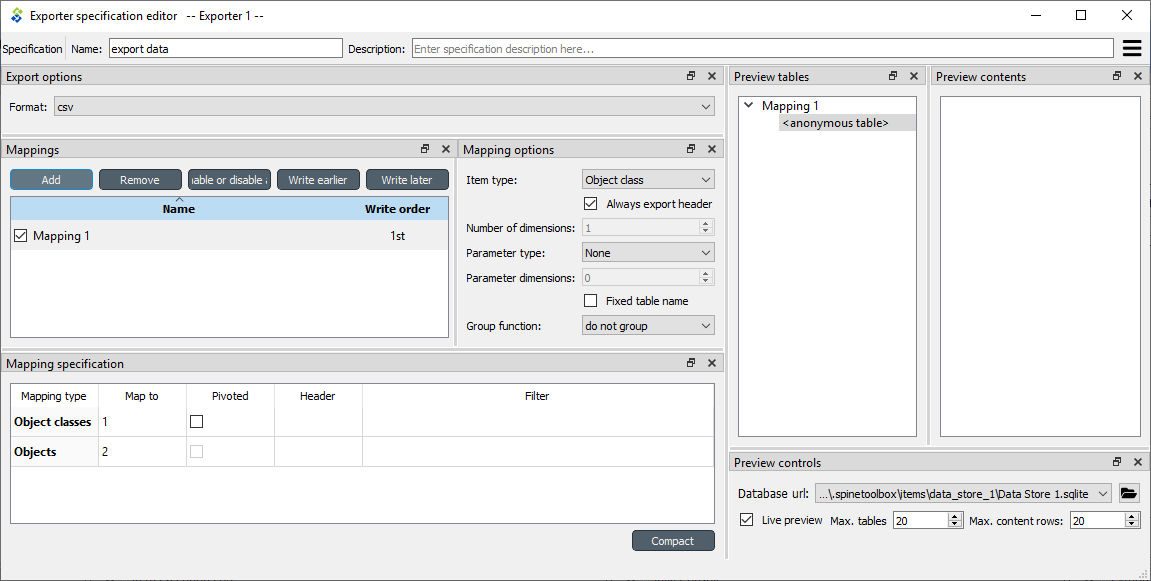 Exporter specification editor -- Exporter 1 --
Specification Name: export data Description: Enter specification description here...
Export options
Format: csv
Mappings
Add Remove nable or disable a Write earlier Write later
Name Write order
Mapping 1 1st
Mapping options
Item type: Object class
Always export header
Number of dimensions: 1
Parameter type: None
Parameter dimensions: 0
Fixed table name
Group function: do not group
Mapping specification
Mapping type Map to Pivoted Header Filter
Object classes 1
Objects 2
Compact
Preview tables
Mapping 1
<anonymous table>
Preview contents
Preview controls
Database url: ...\.spinetoolbox\items\data_store_1\Data Store 1.sqlite
Live preview Max. tables 20 Max. content rows: 20